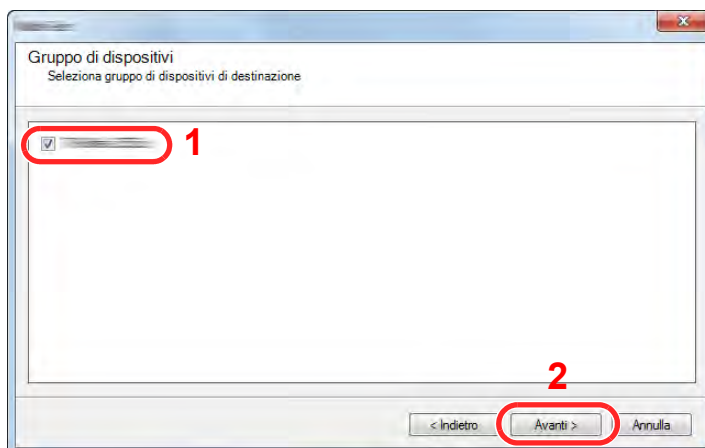 Gruppo di dispositivi
Seleziona gruppo di dispositivi di destinazione
1
2
< Indietro
Avanti >
Annulla